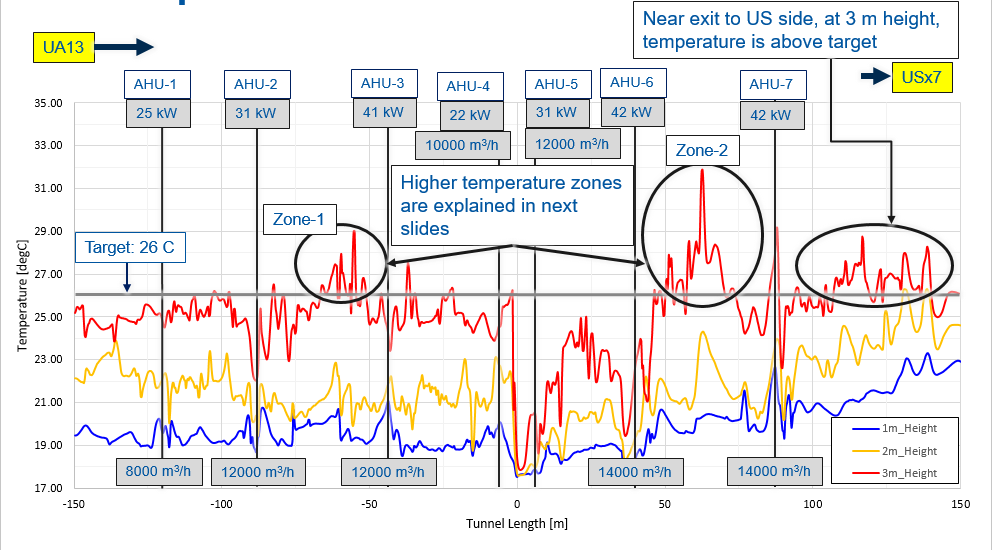 Near exit to US side, at 3 m height,
temperature is above target
UA13
USx7
AHU-1
AHU-2
AHU-3
AHU-4
AHU-5
AHU-6
AHU-7
25 kW
31 kW
41 kW
22 kW
31 kW
42 kW
42 kW
10000 m³/h
12000 m³/h
Zone-2
Higher temperature zones
are explained in next
slides
Zone-1
Target: 26 C
Temperature [degC]
35.00
33.00
31.00
29.00
27.00
25.00
23.00
21.00
19.00
17.00
1m_Height
2m_Height
3m_Height
8000 m³/h
12000 m³/h
12000 m³/h
14000 m³/h
14000 m³/h
-150
-100
-50
0
50
100
150
Tunnel Length [m]